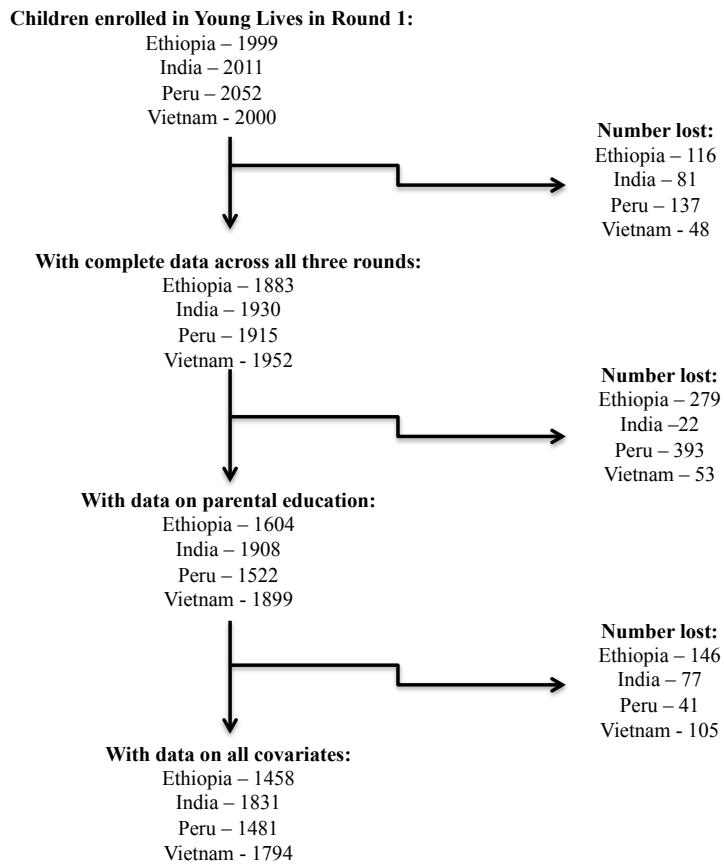 Children enrolled in Young Lives in Round 1:
Ethiopia – 1999
India – 2011
Peru – 2052
Vietnam - 2000
Number lost:
Ethiopia – 116
India – 81
Peru – 137
Vietnam - 48
With complete data across all three rounds:
Ethiopia – 1883
India – 1930
Peru – 1915
Vietnam - 1952
Number lost:
Ethiopia – 279
India –22
Peru – 393
Vietnam - 53
With data on parental education:
Ethiopia – 1604
India – 1908
Peru – 1522
Vietnam - 1899
Number lost:
Ethiopia – 146
India – 77
Peru – 41
Vietnam - 105
With data on all covariates:
Ethiopia – 1458
India – 1831
Peru – 1481
Vietnam - 1794